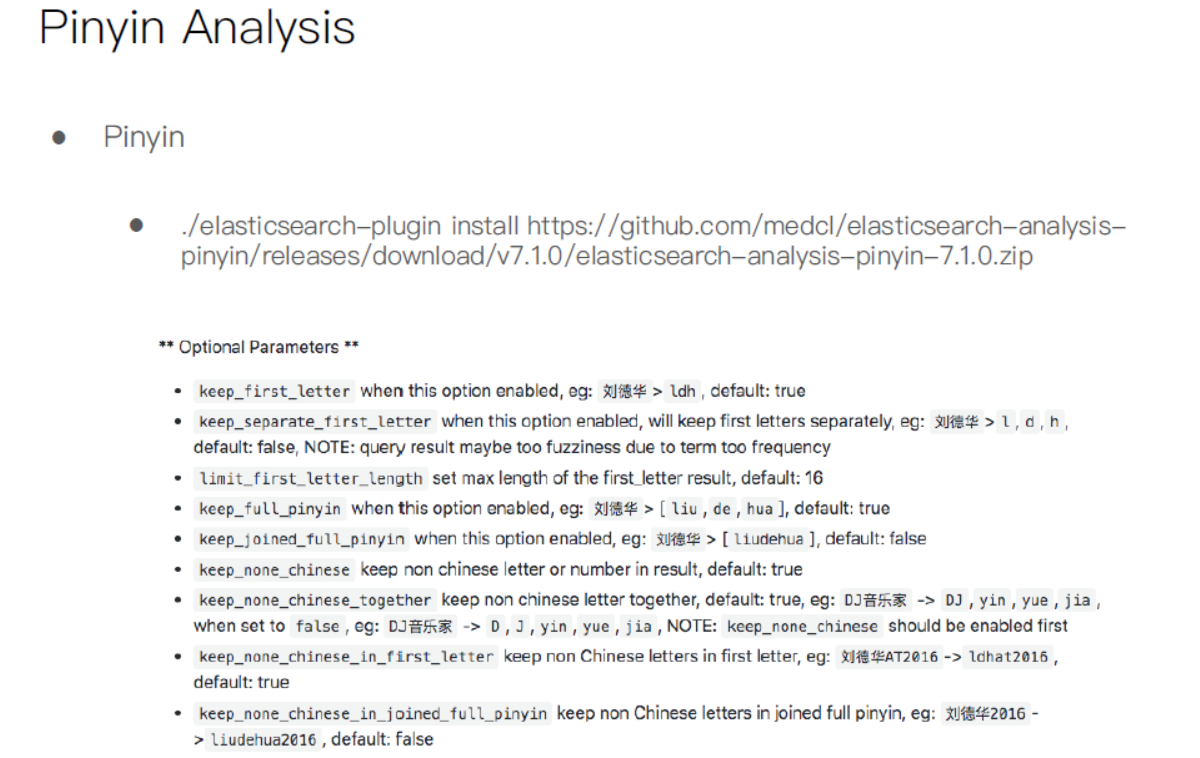 Pinyin Analysis
● Pinyin
● ./elasticsearch-plugin install https://github.com/medcl/elasticsearch-analysis-
pinyin/releases/download/v7.1.0/elasticsearch-analysis-pinyin-7.1.0.zip
** Optional Parameters **
• keep_first_letter when this option enabled, eg: 刘德华 > ldh , default: true
• keep_separate_first_letter when this option enabled, will keep first letters separately, eg: 刘德华 > l , d , h ,
default: false, NOTE: query result maybe too fuzziness due to term too frequency
• limit_first_letter_length set max length of the first_letter result, default: 16
• keep_full_pinyin when this option enabled, eg: 刘德华 > [ liu , de , hua ], default: true
• keep_joined_full_pinyin when this option enabled, eg: 刘德华 > [ liudehua ], default: false
• keep_none_chinese keep non chinese letter or number in result, default: true
• keep_none_chinese_together keep non chinese letter together, default: true, eg: DJ音乐家 -> DJ , yin , yue , jia ,
when set to false , eg: DJ音乐家 -> D , J , yin , yue , jia , NOTE: keep_none_chinese should be enabled first
• keep_none_chinese_in_first_letter keep non Chinese letters in first letter, eg: 刘德华AT2016 -> ldhat2016 ,
default: true
• keep_none_chinese_in_joined_full_pinyin keep non Chinese letters in joined full pinyin, eg: 刘德华2016 -
> liudehua2016 , default: false